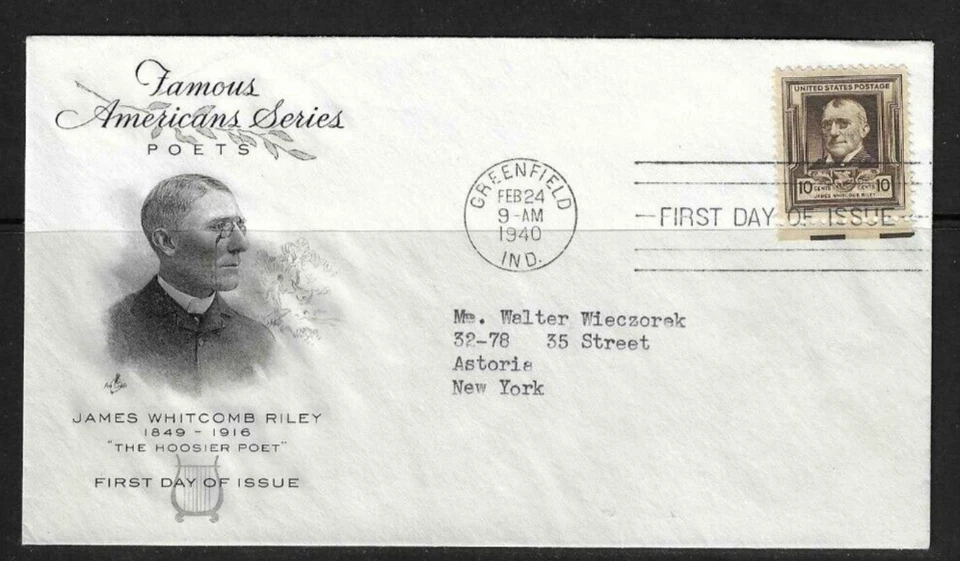 Famous
Americans Series
POETS
UNITED STATES POSTAGE
10 CENTS CENTS 10
JAMES WHITCOMB RILEY
GREENFIELD
FEB 24
9-AM
1940
IND.
FIRST DAY OF ISSUE
Mr. Walter Wieczorek
32-78 35 Street
Astoria
New York
JAMES WHITCOMB RILEY
1849 - 1916
"THE HOOSIER POET"
FIRST DAY OF ISSUE